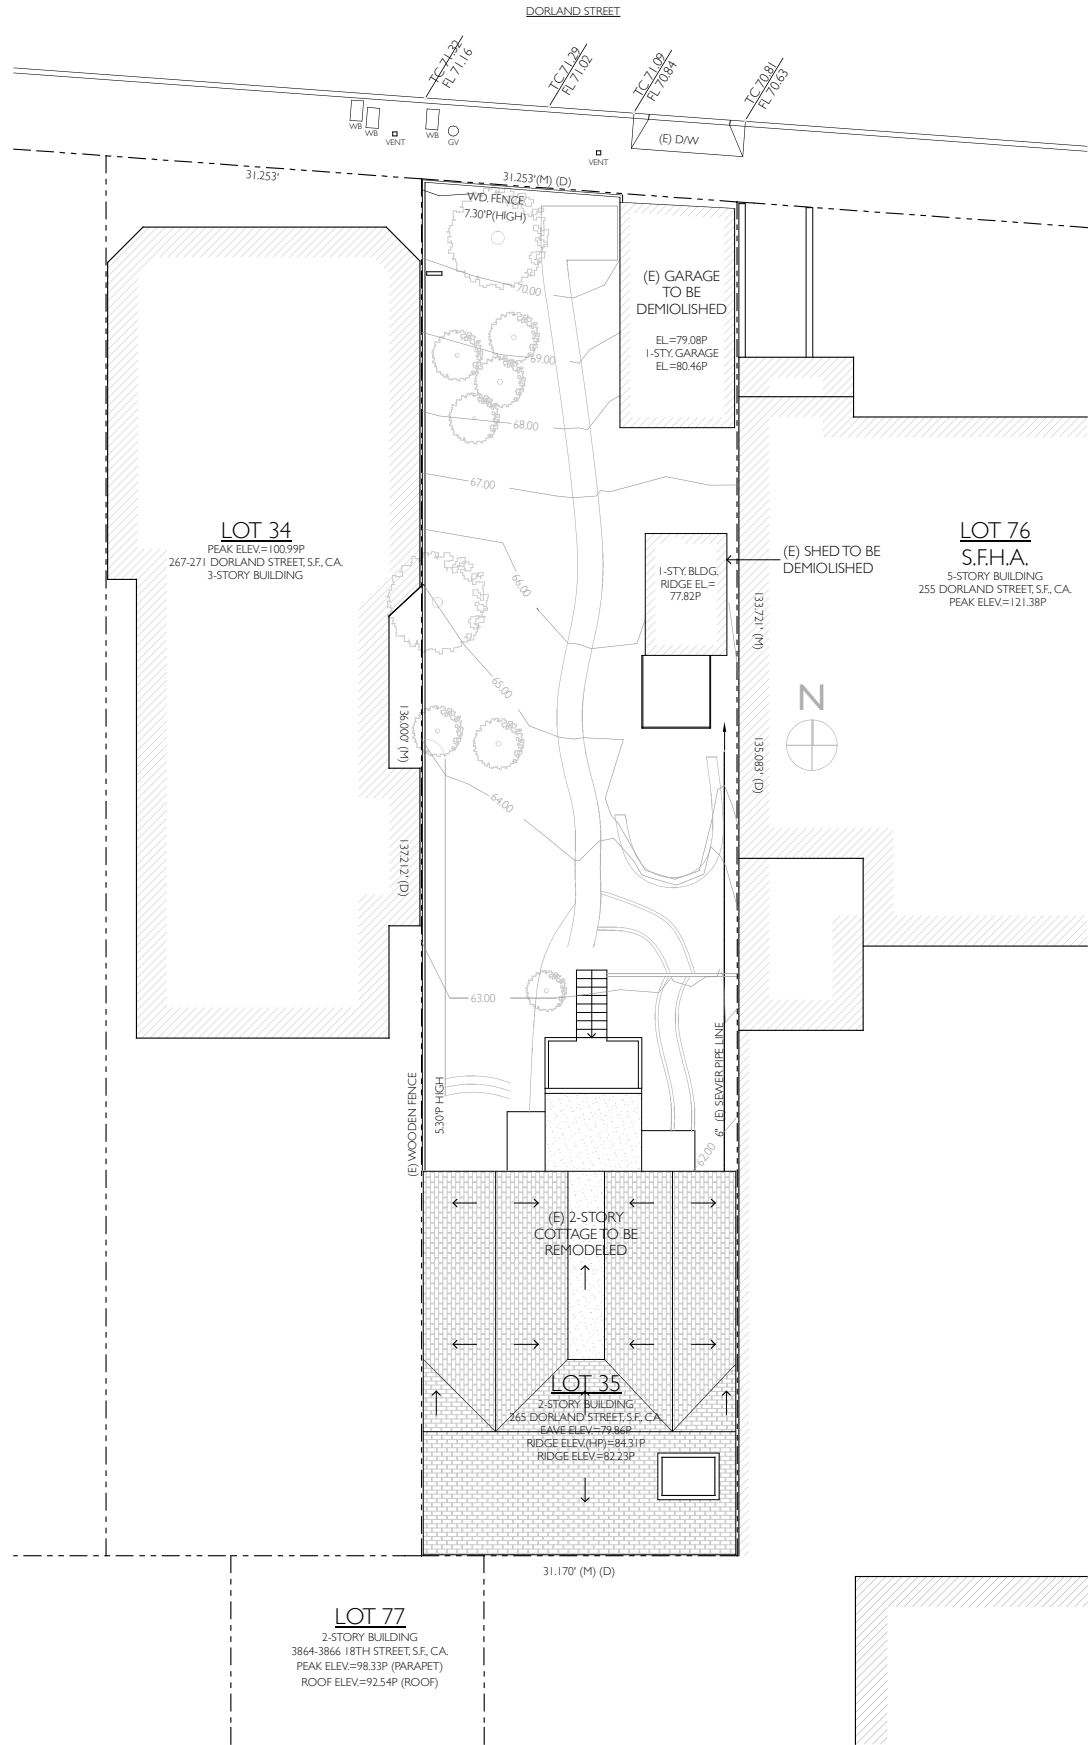 DORLAND STREET
TC 71.32
FL 71.16
TC 71.29
FL 71.02
TC 71.09
FL 70.84
TC 70.81
FL 70.63
WB
WB
VENT
WB
GV
VENT
(E) D/W
31.253'
31.253'(M) (D)
WD. FENCE
7.30'P(HIGH)
70.00
69.00
68.00
67.00
66.00
65.00
64.00
63.00
62.00
(E) GARAGE
TO BE
DEMIOLISHED
EL.=79.08P
1-STY. GARAGE
EL.=80.46P
LOT 34
PEAK ELEV.=100.99P
267-271 DORLAND STREET, S.F., CA.
3-STORY BUILDING
1-STY. BLDG.
RIDGE EL.=
77.82P
(E) SHED TO BE
DEMIOLISHED
LOT 76
S.F.H.A.
5-STORY BUILDING
255 DORLAND STREET, S.F., CA.
PEAK ELEV.=121.38P
133.721' (M)
135.083' (D)
N
136.000' (M)
137.212' (D)
(E) WOODEN FENCE
5.30'P HIGH
6" (E) SEWER PIPE LINE
(E) 2-STORY
COTTAGE TO BE
REMODELED
LOT 35
2-STORY BUILDING
265 DORLAND STREET, S.F., CA.
EAVE ELEV.=79.86P
RIDGE ELEV.(HP)=84.31P
RIDGE ELEV.=82.23P
31.170' (M) (D)
LOT 77
2-STORY BUILDING
3864-3866 18TH STREET, S.F., CA.
PEAK ELEV.=98.33P (PARAPET)
ROOF ELEV.=92.54P (ROOF)